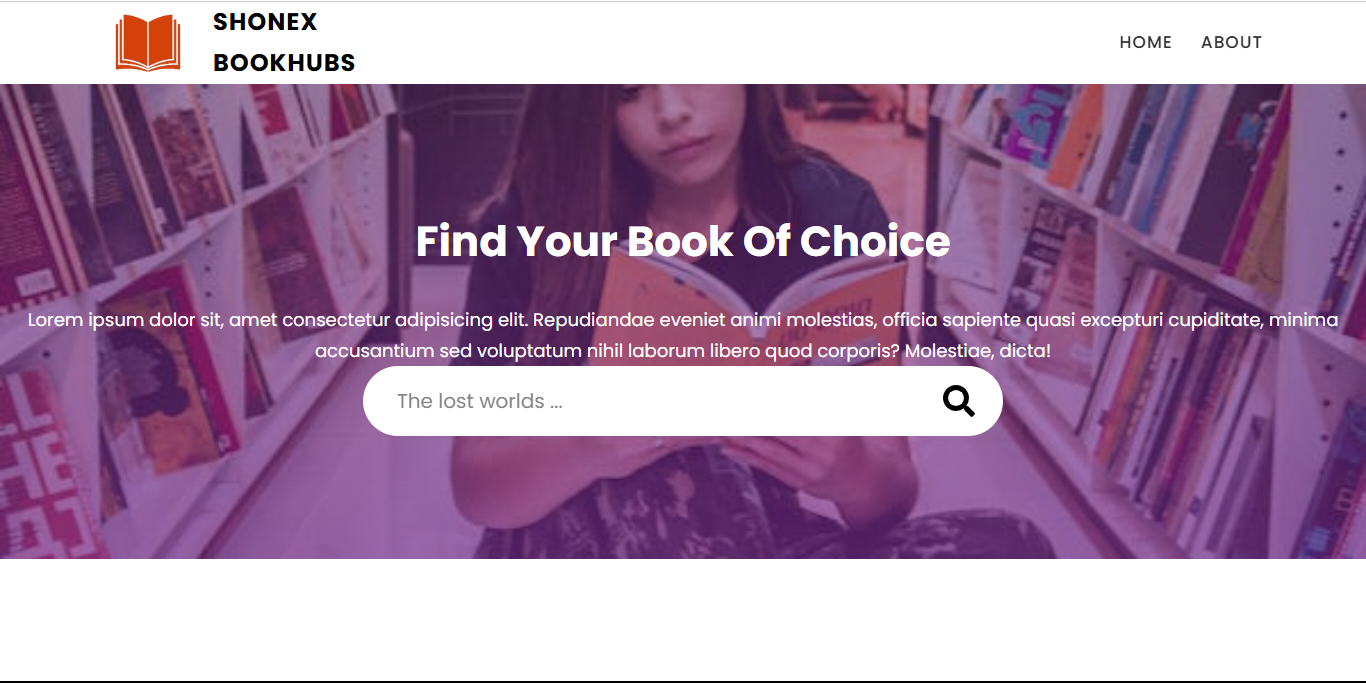 SHONEX
BOOKHUBS
HOME ABOUT
Find Your Book Of Choice
Lorem ipsum dolor sit, amet consectetur adipisicing elit. Repudiandae eveniet animi molestias, officia sapiente quasi excepturi cupiditate, minima
accusantium sed voluptatum nihil laborum libero quod corporis? Molestiae, dicta!
The lost worlds ...